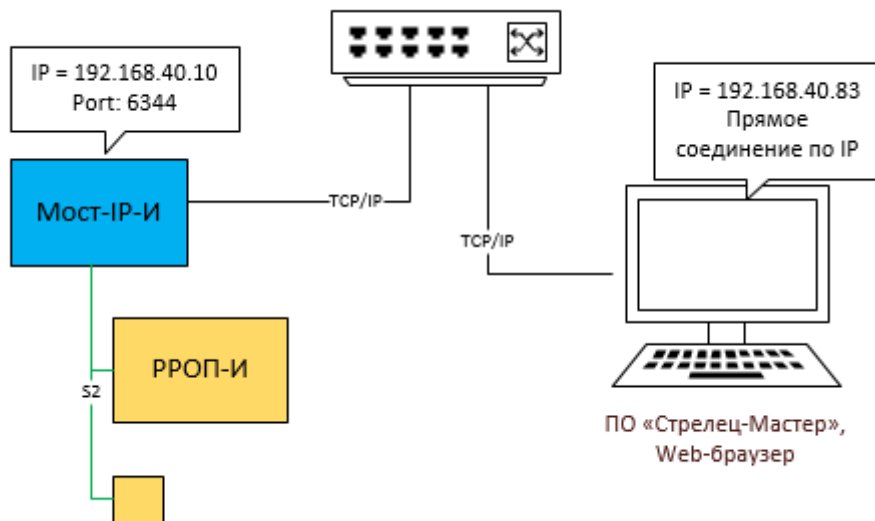 IP = 192.168.40.10
Port: 6344
IP = 192.168.40.83
Прямое
соединение по IP
Мост-IP-И
TCP/IP
TCP/IP
РРОП-И
S2
ПО «Стрелец-Мастер»,
Web-браузер